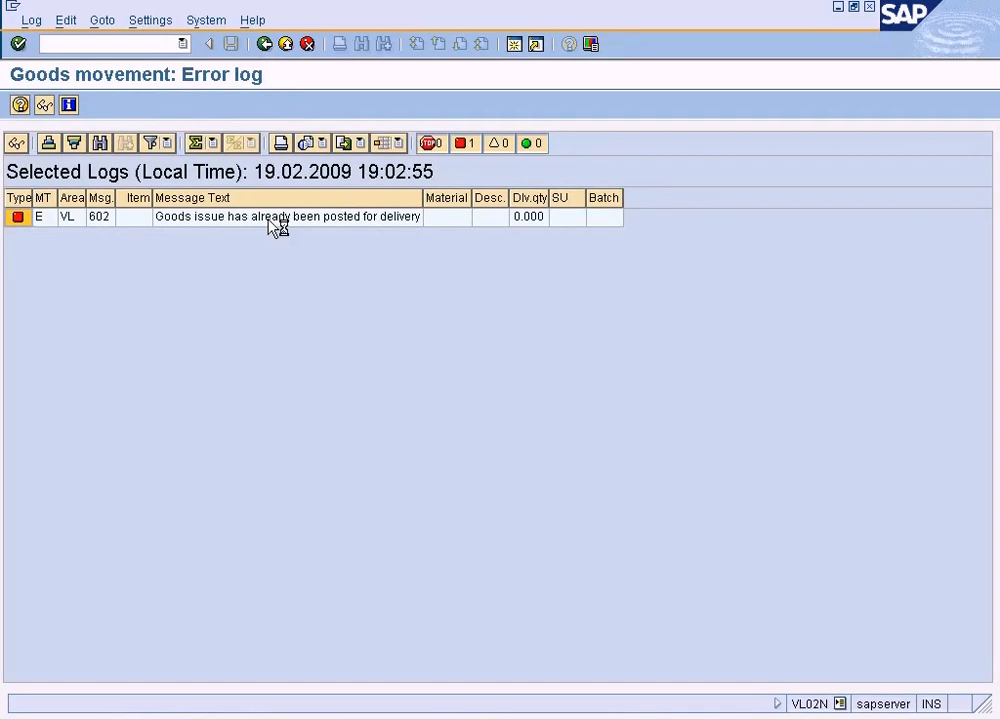 Log Edit Goto Settings System Help
SAP
Goods movement: Error log
STOP 0 1 0 0
Selected Logs (Local Time): 19.02.2009 19:02:55
Type MT Area Msg. Item Message Text Material Desc. Dlv.qty SU Batch
E VL 602 Goods issue has already been posted for delivery 0.000
VL02N sapserver INS